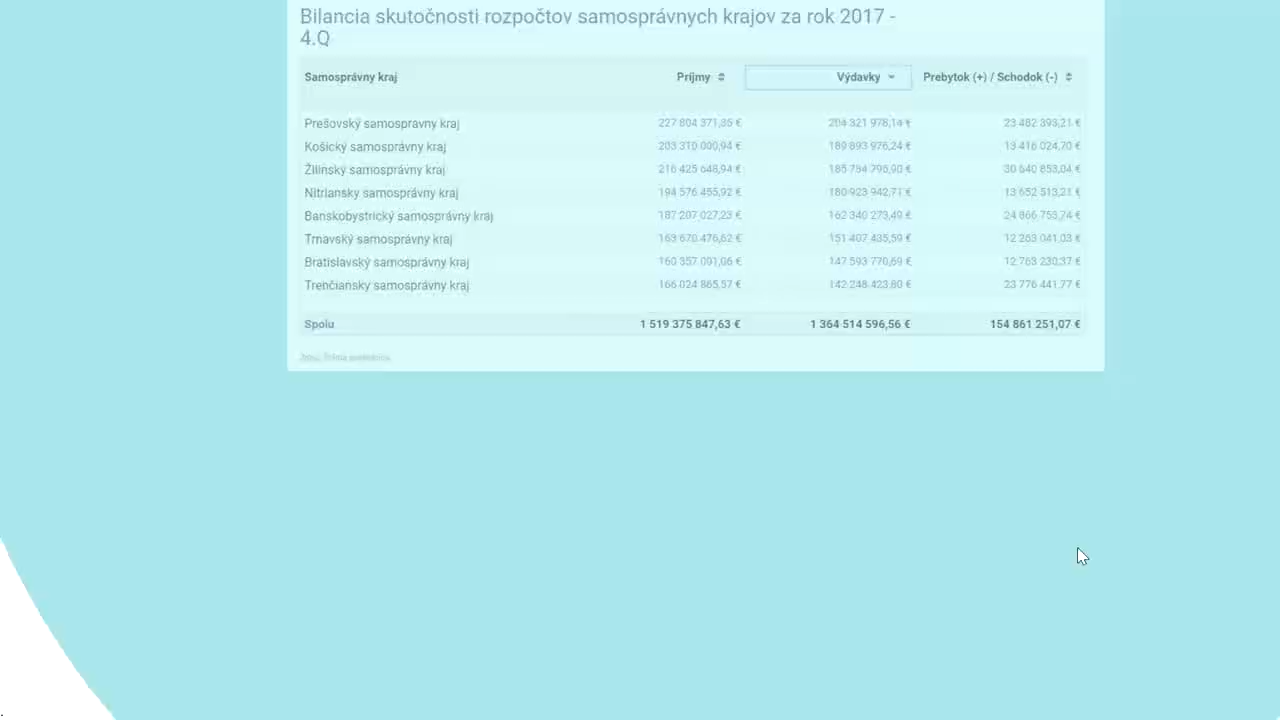 Bilancia skutočnosti rozpočtov samosprávnych krajov za rok 2017 -
4.Q
Samosprávny kraj Príjmy Výdavky Prebytok (+) / Schodok (-)
Prešovský samosprávny kraj 227 804 371,35 € 204 321 978,14 € 23 482 393,21 €
Košický samosprávny kraj 203 310 000,94 € 189 893 976,24 € 13 416 024,70 €
Žilinský samosprávny kraj 216 425 648,94 € 185 784 795,90 € 30 640 853,04 €
Nitriansky samosprávny kraj 194 576 455,92 € 180 923 942,71 € 13 652 513,21 €
Banskobystrický samosprávny kraj 187 207 027,23 € 162 340 273,49 € 24 866 753,74 €
Trnavský samosprávny kraj 163 670 476,62 € 151 407 435,59 € 12 263 041,03 €
Bratislavský samosprávny kraj 160 357 001,06 € 147 593 770,69 € 12 763 230,37 €
Trenčiansky samosprávny kraj 166 024 865,57 € 142 248 423,80 € 23 776 441,77 €
Spolu 1 519 375 847,63 € 1 364 514 596,56 € 154 861 251,07 €